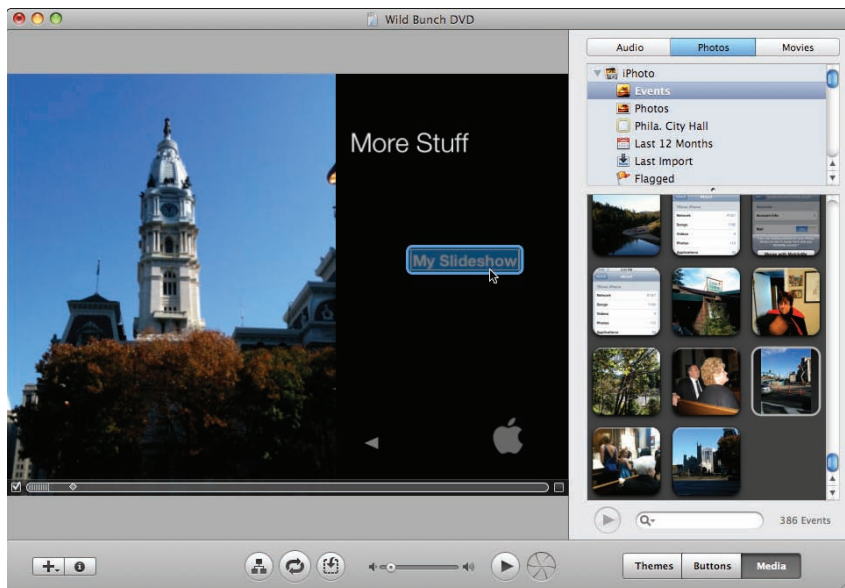 Wild Bunch DVD
Audio
Photos
Movies
iPhoto
Events
Photos
Phila. City Hall
Last 12 Months
Last Import
Flagged
More Stuff
My Slideshow
386 Events
Themes
Buttons
Media